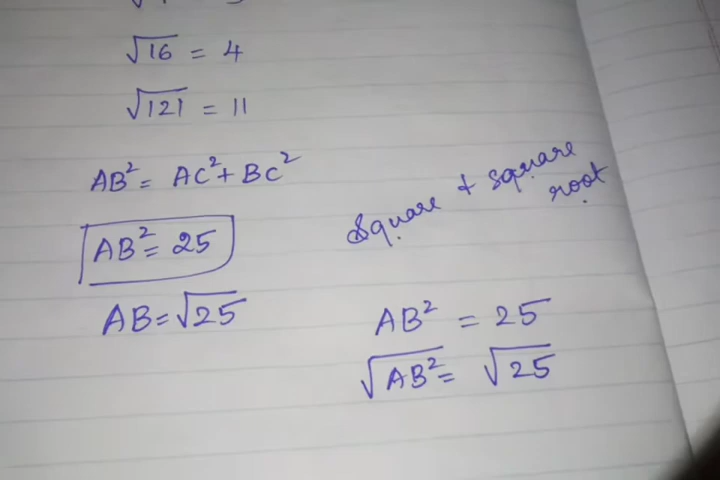 √16 = 4
√121 = 11
AB² = AC² + BC²
AB² = 25
AB = √25
Square & square
root
AB² = 25
√AB² = √25